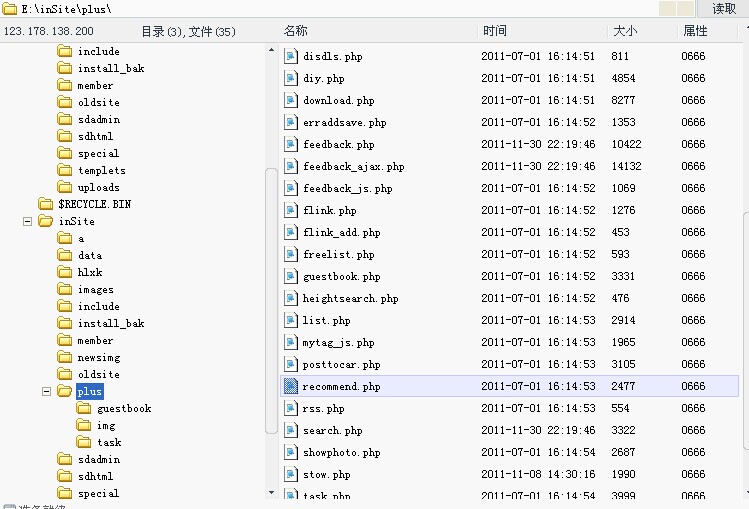 E:\inSite\plus\ 读取
123.178.138.200 目录(3),文件(35) 名称 时间 大小 属性
include
install_bak
member
oldsite
sdadmin
sdhtml
special
templets
uploads
$RECYCLE.BIN
inSite
a
data
hlxk
images
include
install_bak
member
newsimg
oldsite
plus
guestbook
img
task
sdadmin
sdhtml
special
disdls.php 2011-07-01 16:14:51 811 0666
diy.php 2011-07-01 16:14:51 4854 0666
download.php 2011-07-01 16:14:51 8277 0666
erraddsave.php 2011-07-01 16:14:52 1353 0666
feedback.php 2011-11-30 22:19:46 10422 0666
feedback_ajax.php 2011-11-30 22:19:46 14132 0666
feedback_js.php 2011-07-01 16:14:52 1069 0666
flink.php 2011-07-01 16:14:52 1276 0666
flink_add.php 2011-07-01 16:14:52 453 0666
freelist.php 2011-07-01 16:14:52 593 0666
guestbook.php 2011-07-01 16:14:52 3331 0666
heightsearch.php 2011-07-01 16:14:52 476 0666
list.php 2011-07-01 16:14:53 2914 0666
mytag_js.php 2011-07-01 16:14:53 1965 0666
posttocar.php 2011-07-01 16:14:53 3105 0666
recommend.php 2011-07-01 16:14:53 2477 0666
rss.php 2011-07-01 16:14:53 554 0666
search.php 2011-11-30 22:19:46 3322 0666
showphoto.php 2011-07-01 16:14:54 2687 0666
stow.php 2011-11-08 14:30:16 1990 0666
task.php 2011-07-01 16:14:54 3999 0666